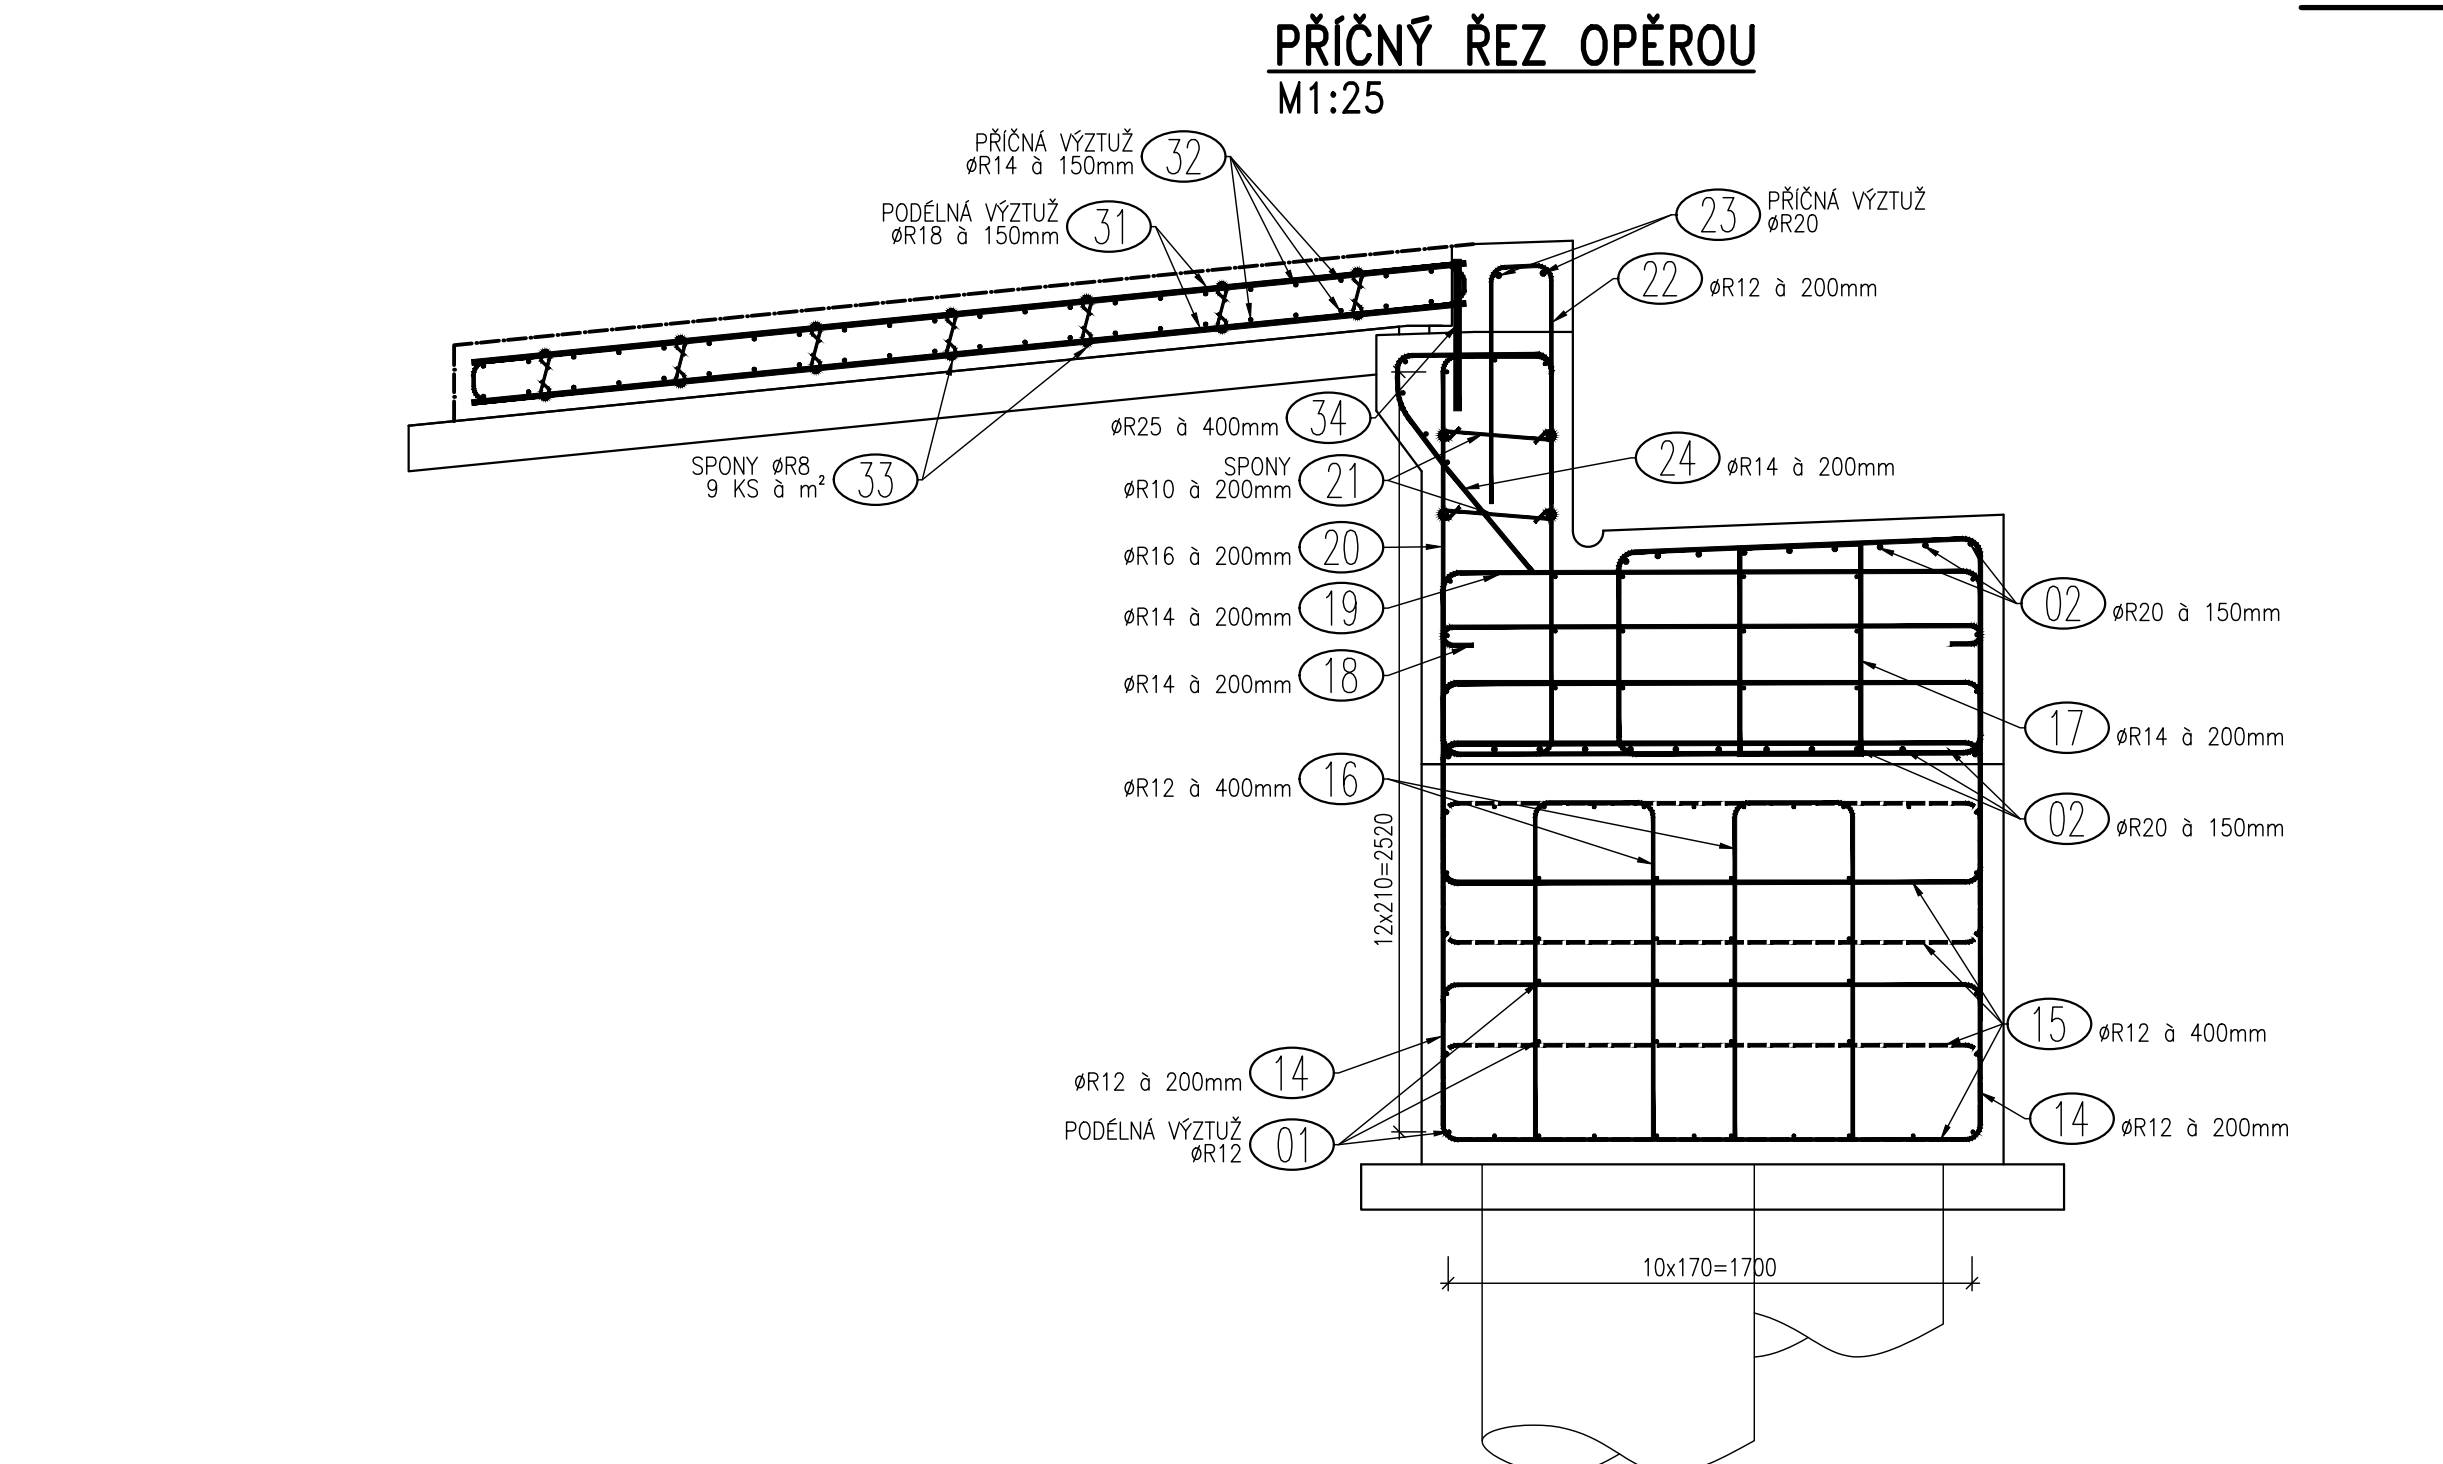 PŘÍČNÝ ŘEZ OPĚROU
M1:25
PŘÍČNÁ VÝZTUŽ
øR14 à 150mm
32
PODÉLNÁ VÝZTUŽ
øR18 à 150mm
31
23
PŘÍČNÁ VÝZTUŽ
øR20
22
øR12 à 200mm
øR25 à 400mm
34
SPONY øR8
9 KS à m²
33
SPONY
øR10 à 200mm
21
24
øR14 à 200mm
øR16 à 200mm
20
øR14 à 200mm
19
02
øR20 à 150mm
øR14 à 200mm
18
17
øR14 à 200mm
øR12 à 400mm
16
02
øR20 à 150mm
12x210=2520
15
øR12 à 400mm
øR12 à 200mm
14
PODÉLNÁ VÝZTUŽ
øR12
01
14
øR12 à 200mm
10x170=1700